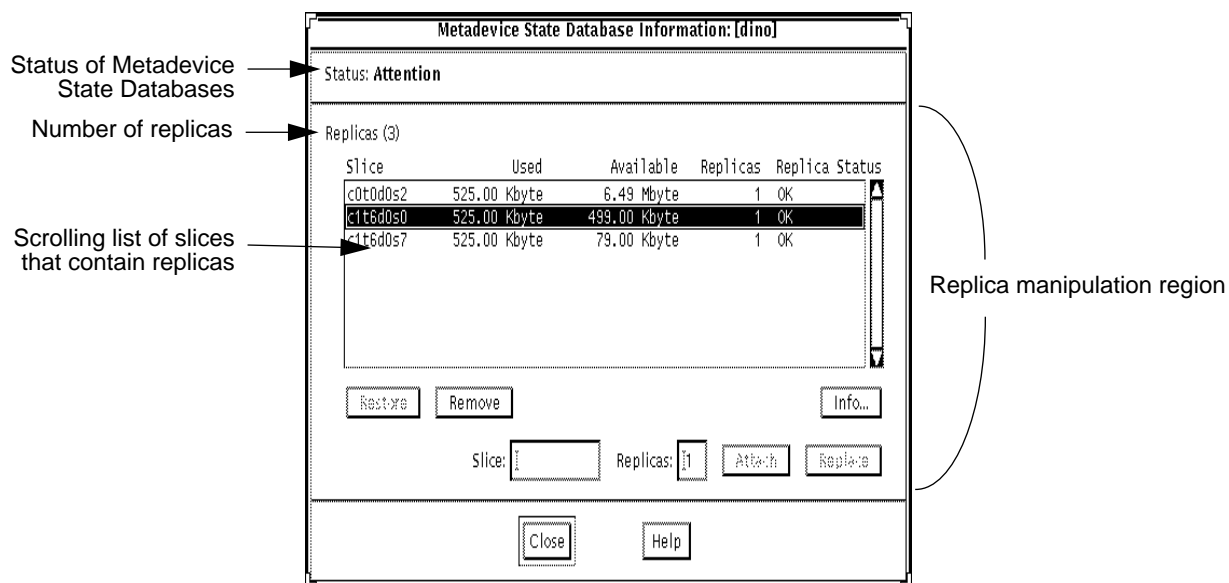 Metadevice State Database Information: [dino]
Status of Metadevice
State Databases
Status: Attention
Number of replicas
Replicas (3)
Slice Used Available Replicas Replica Status
c0t0d0s2 525.00 Kbyte 6.49 Mbyte 1 OK
c1t6d0s0 525.00 Kbyte 499.00 Kbyte 1 OK
c1t6d0s7 525.00 Kbyte 79.00 Kbyte 1 OK
Scrolling list of slices
that contain replicas
Replica manipulation region
Restore Remove Info...
Slice: Replicas: 1 Attach Replace
Close Help